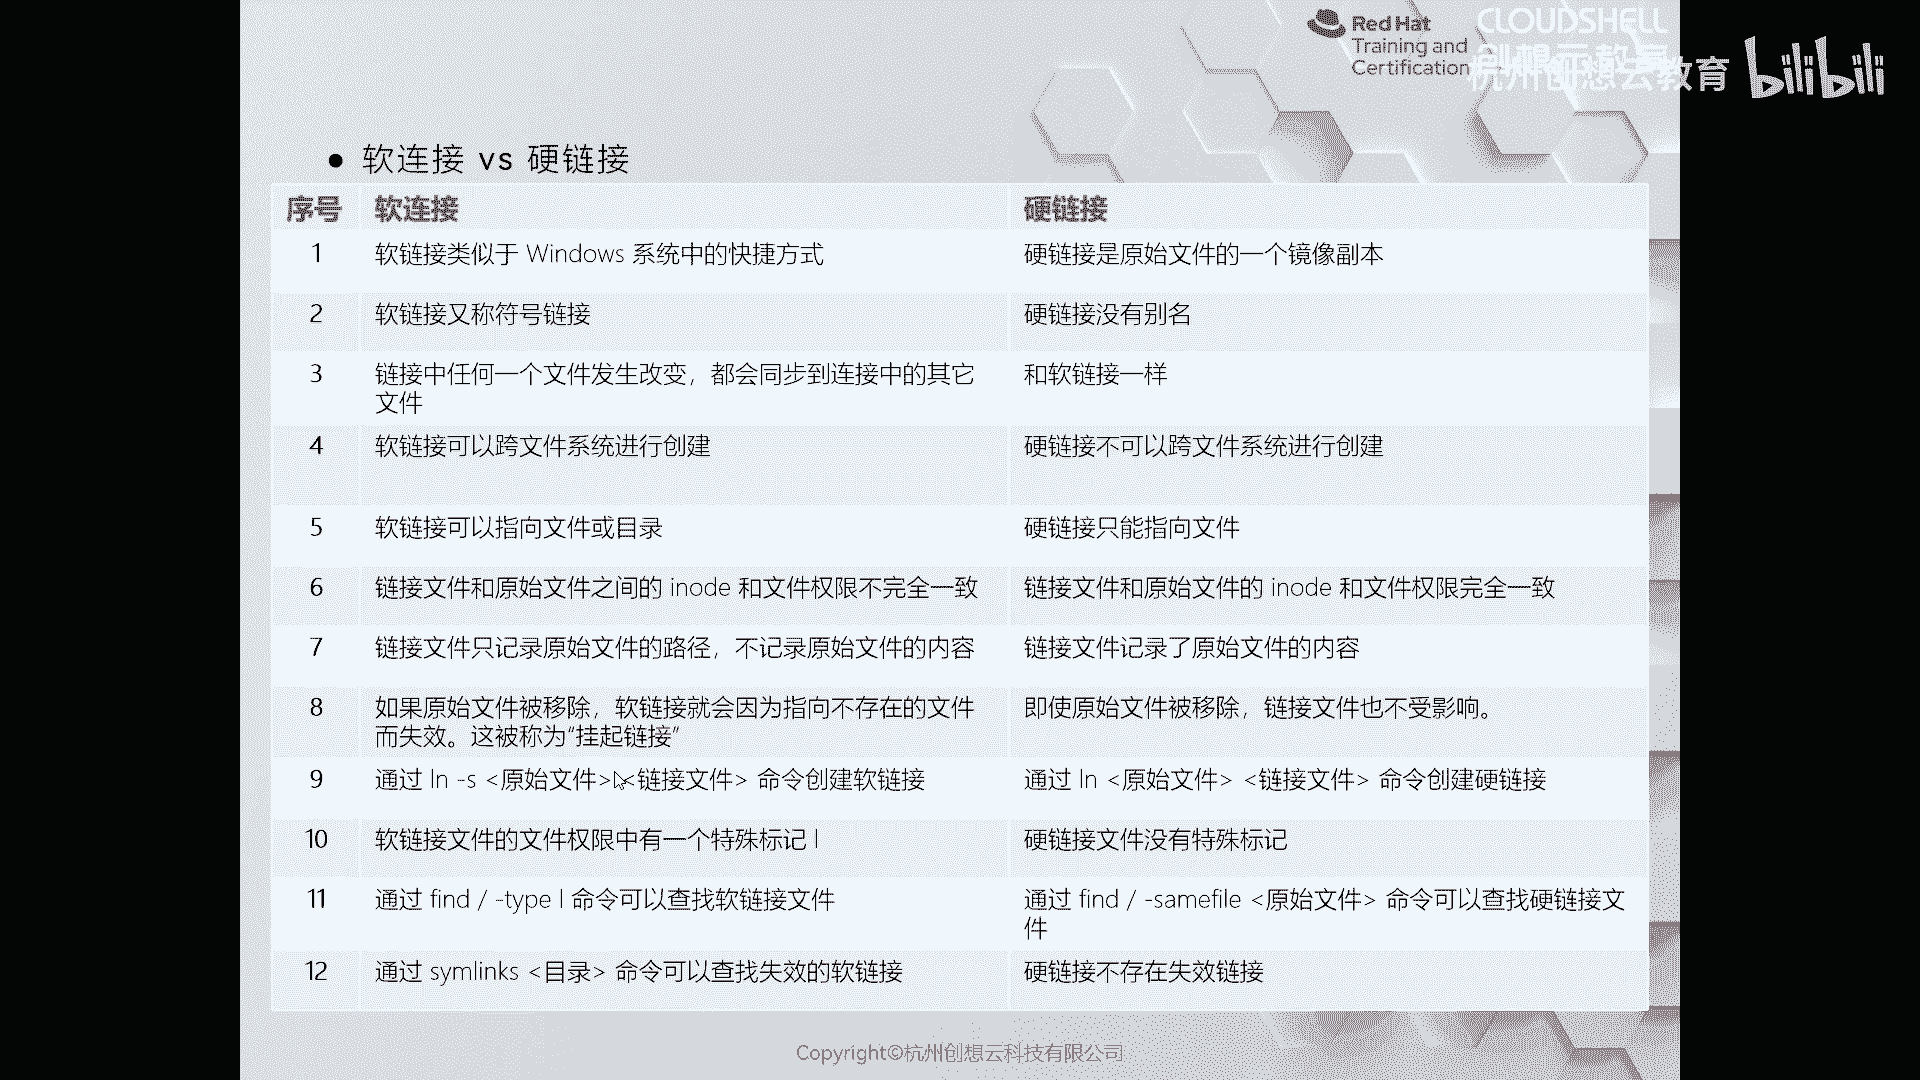 Red Hat
Training and
Certification
CLOUDSHELL
创想云教育
杭州创想云教育 bilibili
● 软连接 vs 硬链接
序号 软连接 硬链接
1 软链接类似于 Windows 系统中的快捷方式 硬链接是原始文件的一个镜像副本
2 软链接又称符号链接 硬链接没有别名
3 链接中任何一个文件发生改变，都会同步到连接中的其它 和软链接一样
文件
4 软链接可以跨文件系统进行创建 硬链接不可以跨文件系统进行创建
5 软链接可以指向文件或目录 硬链接只能指向文件
6 链接文件和原始文件之间的 inode 和文件权限不完全一致 链接文件和原始文件的 inode 和文件权限完全一致
7 链接文件只记录原始文件的路径，不记录原始文件的内容 链接文件记录了原始文件的内容
8 如果原始文件被移除，软链接就会因为指向不存在的文件 即使原始文件被移除，链接文件也不受影响。
而失效。这被称为“挂起链接”
9 通过 ln -s <原始文件> <链接文件> 命令创建软链接 通过 ln <原始文件> <链接文件> 命令创建硬链接
10 软链接文件的文件权限中有一个特殊标记 l 硬链接文件没有特殊标记
11 通过 find / -type l 命令可以查找软链接文件 通过 find / -samefile <原始文件> 命令可以查找硬链接文
件
12 通过 symlinks <目录> 命令可以查找失效的软链接 硬链接不存在失效链接
Copyright©杭州创想云科技有限公司